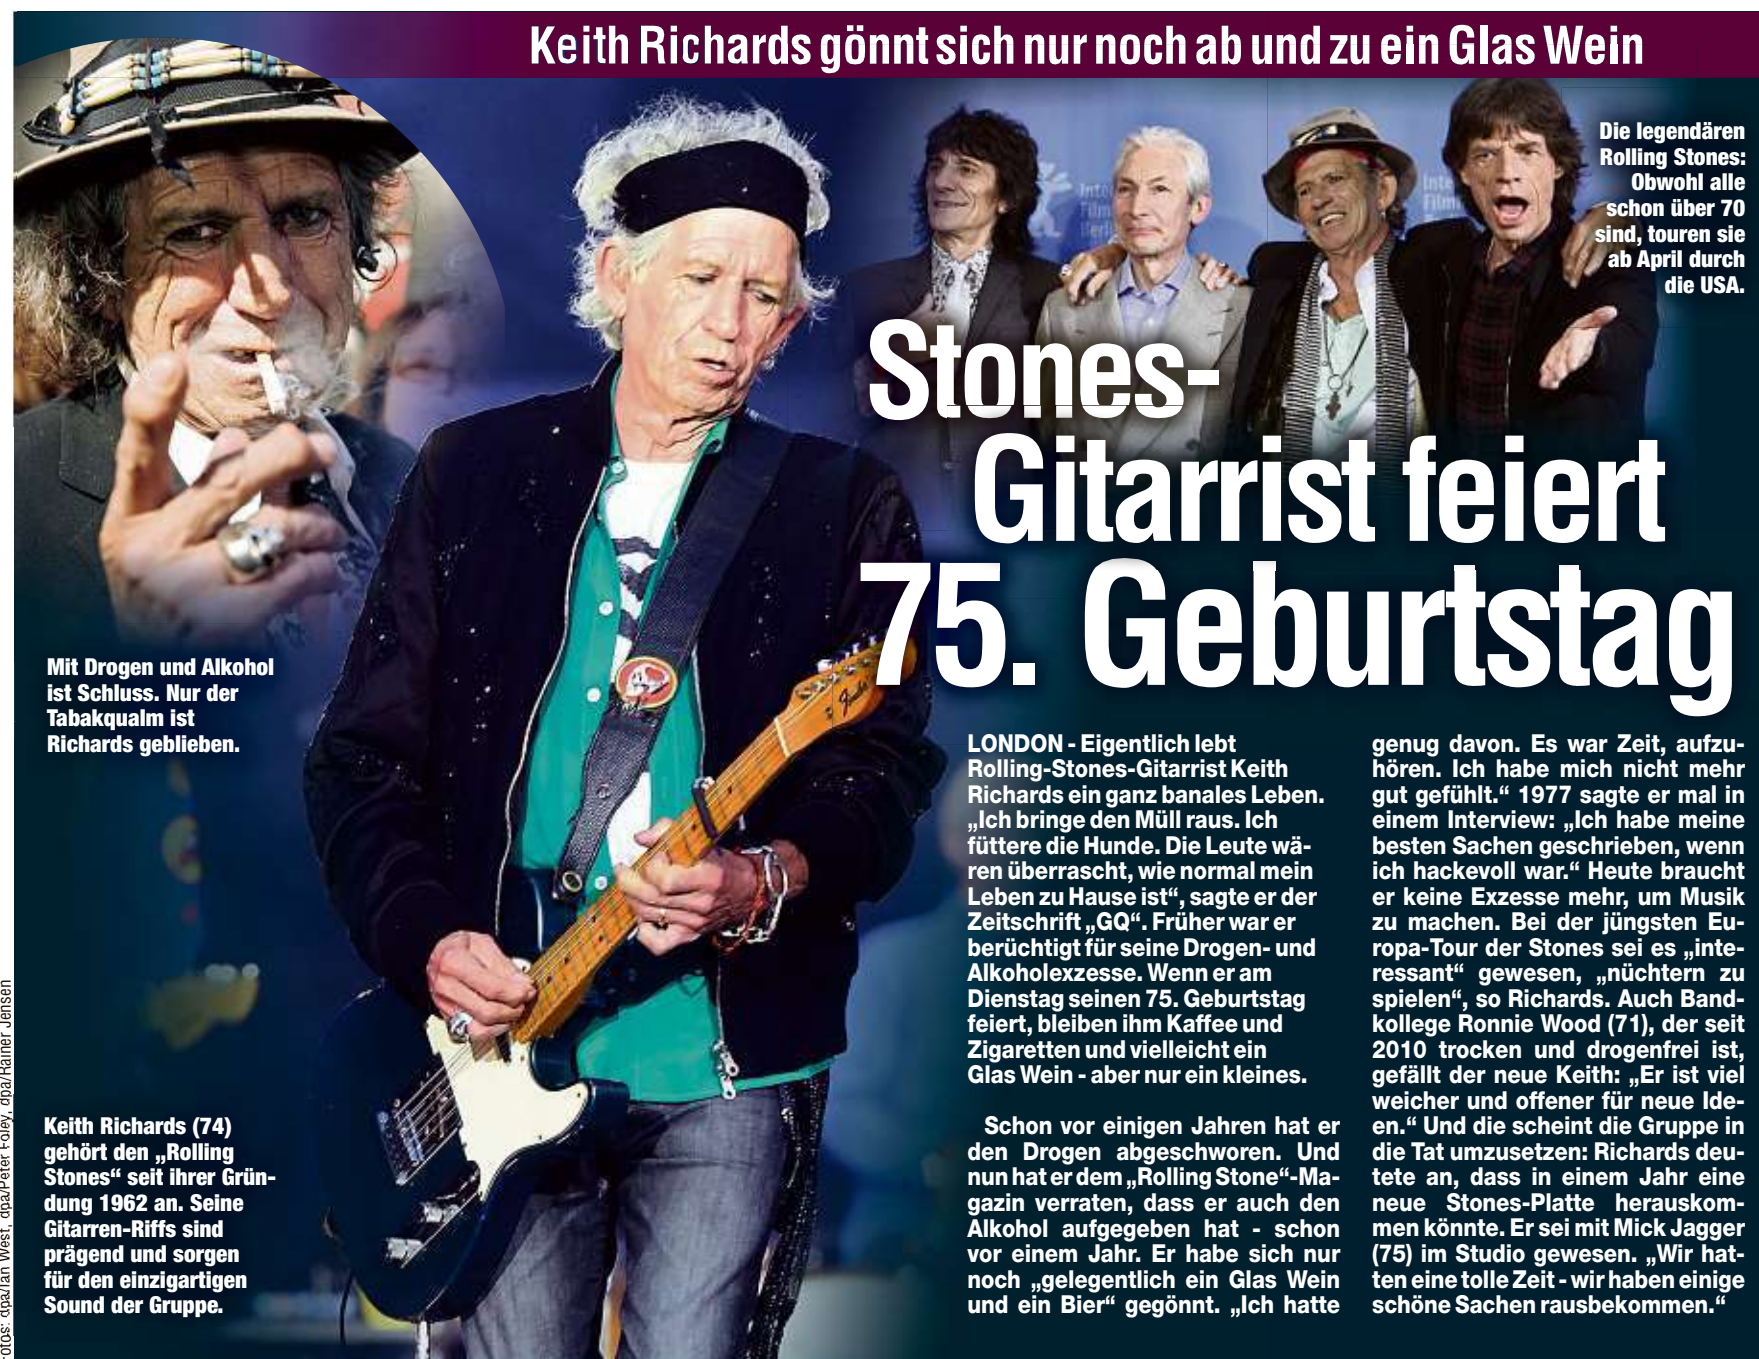 Keith Richards gönnt sich nur noch ab und zu ein Glas Wein
Die legendären
Rolling Stones:
Obwohl alle
schon über 70
sind, touren sie
ab April durch
die USA.
Stones-
Gitarrist feiert
75. Geburtstag
Mit Drogen und Alkohol
ist Schluss. Nur der
Tabakqualm ist
Richards geblieben.
Keith Richards (74)
gehört den „Rolling
Stones“ seit ihrer Grün-
dung 1962 an. Seine
Gitarren-Riffs sind
prägend und sorgen
für den einzigartigen
Sound der Gruppe.
LONDON - Eigentlich lebt
Rolling-Stones-Gitarrist Keith
Richards ein ganz banales Leben.
„Ich bringe den Müll raus. Ich
füttere die Hunde. Die Leute wä-
ren überrascht, wie normal mein
Leben zu Hause ist“, sagte er der
Zeitschrift „GQ“. Früher war er
berüchtigt für seine Drogen- und
Alkoholexzesse. Wenn er am
Dienstag seinen 75. Geburtstag
feiert, bleiben ihm Kaffee und
Zigaretten und vielleicht ein
Glas Wein - aber nur ein kleines.
Schon vor einigen Jahren hat er
den Drogen abgeschworen. Und
nun hat er dem „Rolling Stone“-Ma-
gazin verraten, dass er auch den
Alkohol aufgegeben hat - schon
vor einem Jahr. Er habe sich nur
noch „gelegentlich ein Glas Wein
und ein Bier“ gegönnt. „Ich hatte
genug davon. Es war Zeit, aufzu-
hören. Ich habe mich nicht mehr
gut gefühlt.“ 1977 sagte er mal in
einem Interview: „Ich habe meine
besten Sachen geschrieben, wenn
ich hackevoll war.“ Heute braucht
er keine Exzesse mehr, um Musik
zu machen. Bei der jüngsten Eu-
ropa-Tour der Stones sei es „inte-
ressant“ gewesen, „nüchtern zu
spielen“, so Richards. Auch Band-
kollege Ronnie Wood (71), der seit
2010 trocken und drogenfrei ist,
gefällt der neue Keith: „Er ist viel
weicher und offener für neue Ide-
en.“ Und die scheint die Gruppe in
die Tat umzusetzen: Richards deu-
tete an, dass in einem Jahr eine
neue Stones-Platte herauskom-
men könnte. Er sei mit Mick Jagger
(75) im Studio gewesen. „Wir hat-
ten eine tolle Zeit - wir haben einige
schöne Sachen rausbekommen.“
Fender
dpa/Ian West, dpa/Peter Foley, dpa/Rainer Jensen